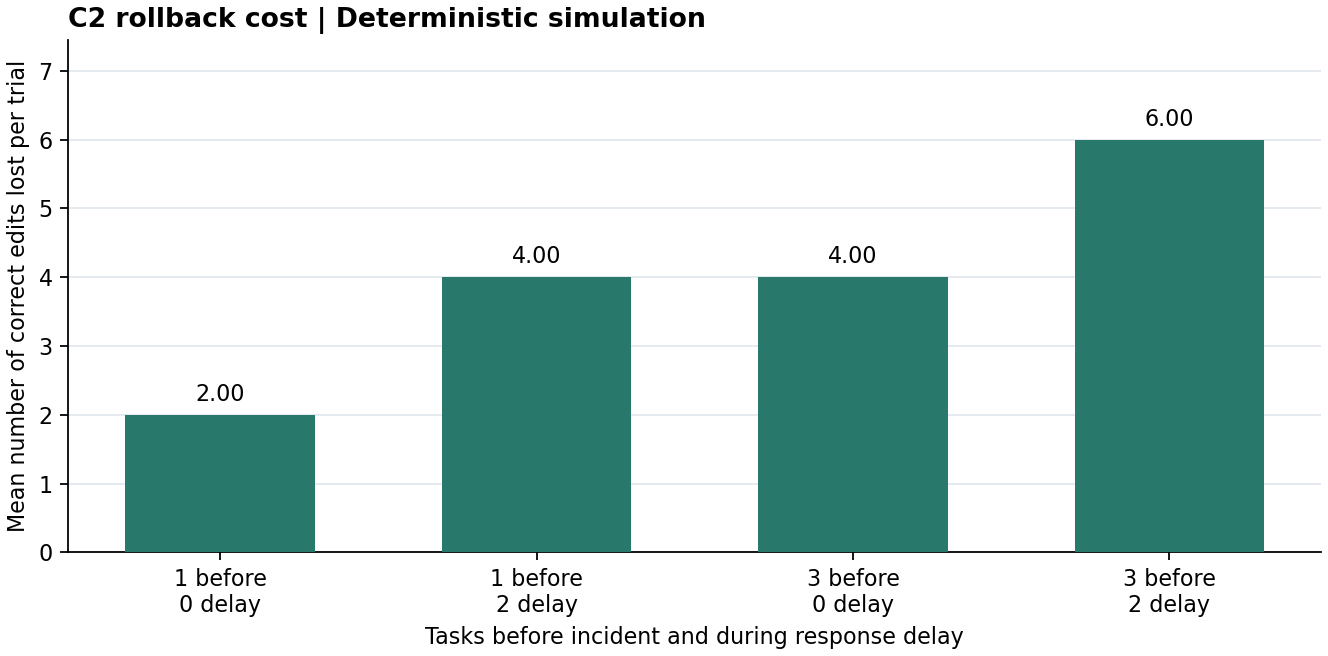 C2 rollback cost | Deterministic simulation
Mean number of correct edits lost per trial
7
6
5
4
3
2
1
0
2.00
4.00
4.00
6.00
1 before
0 delay
1 before
2 delay
3 before
0 delay
3 before
2 delay
Tasks before incident and during response delay